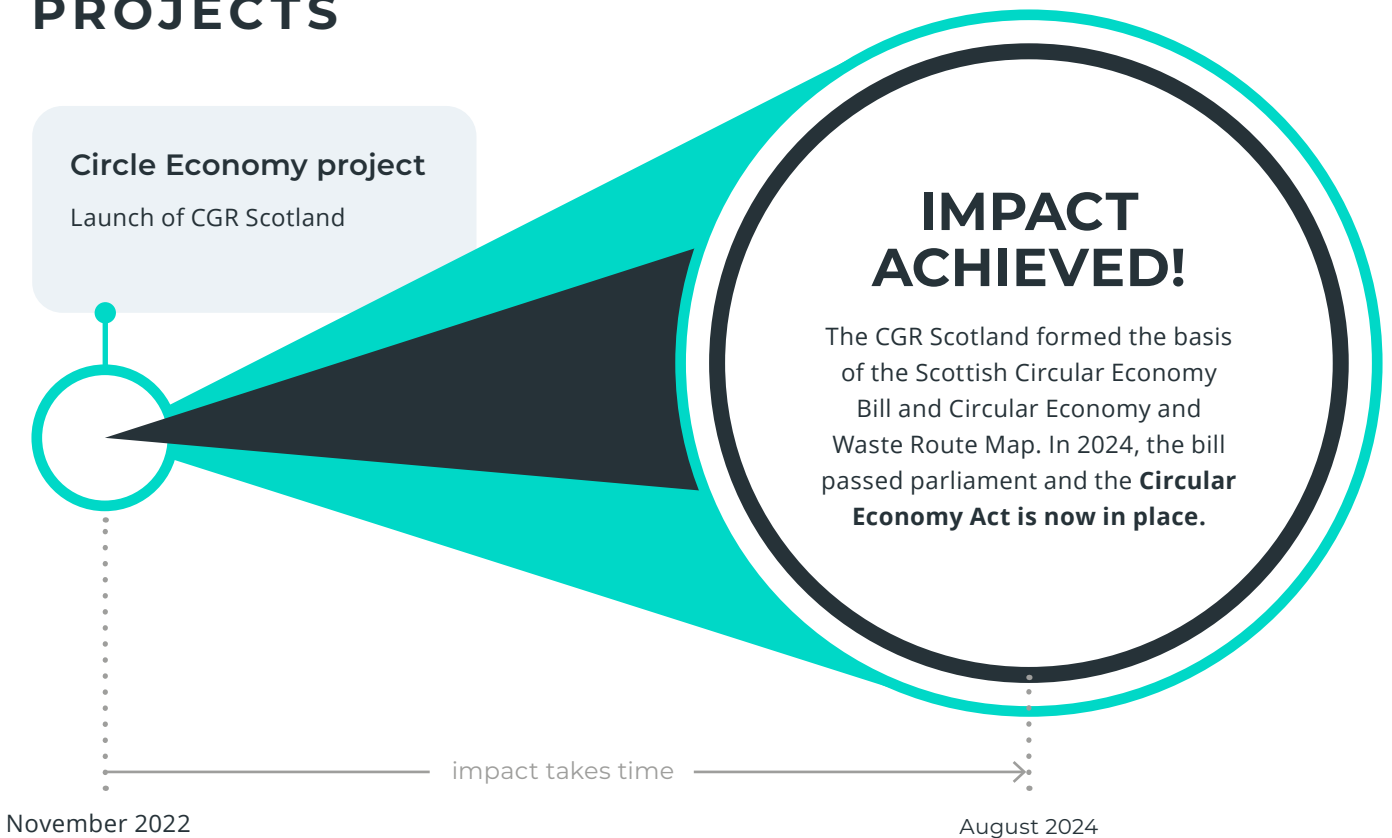 PROJECTS
Circle Economy project
Launch of CGR Scotland
IMPACT
ACHIEVED!
The CGR Scotland formed the basis
of the Scottish Circular Economy
Bill and Circular Economy and
Waste Route Map. In 2024, the bill
passed parliament and the Circular
Economy Act is now in place.
impact takes time
November 2022
August 2024